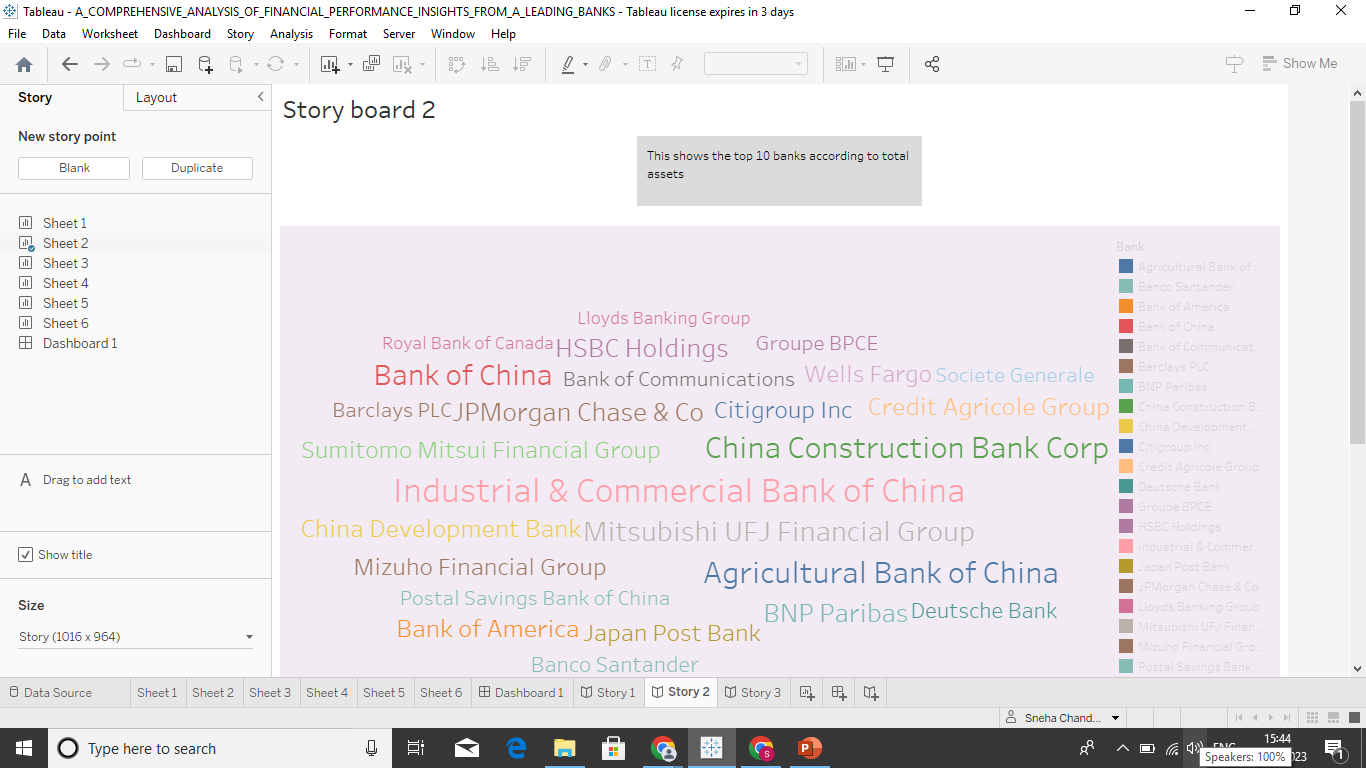 Tableau - A_COMPREHENSIVE_ANALYSIS_OF_FINANCIAL_PERFORMANCE_INSIGHTS_FROM_A_LEADING_BANKS - Tableau license expires in 3 days
File Data Worksheet Dashboard Story Analysis Format Server Window Help
Show Me
Story Layout
New story point
Blank Duplicate
Sheet 1
Sheet 2
Sheet 3
Sheet 4
Sheet 5
Sheet 6
Dashboard 1
A Drag to add text
Show title
Size
Story (1016 x 964)
Story board 2
This shows the top 10 banks according to total
assets
Lloyds Banking Group
Royal Bank of Canada HSBC Holdings Groupe BPCE
Bank of China Bank of Communications Wells Fargo Societe Generale
Barclays PLC JPMorgan Chase & Co Citigroup Inc Credit Agricole Group
Sumitomo Mitsui Financial Group China Construction Bank Corp
Industrial & Commercial Bank of China
China Development Bank Mitsubishi UFJ Financial Group
Mizuho Financial Group Agricultural Bank of China
Postal Savings Bank of China BNP Paribas Deutsche Bank
Bank of America Japan Post Bank
Banco Santander
Bank
Agricultural Bank of ...
Banco Santander
Bank of America
Bank of China
Bank of Communicat...
Barclays PLC
BNP Paribas
China Construction B...
China Development ...
Citigroup Inc
Credit Agricole Group
Deutsche Bank
Groupe BPCE
HSBC Holdings
Industrial & Commer...
Japan Post Bank
JPMorgan Chase & Co
Lloyds Banking Group
Mitsubishi UFJ Finan...
Mizuho Financial Gro...
Postal Savings Bank ...
Data Source Sheet 1 Sheet 2 Sheet 3 Sheet 4 Sheet 5 Sheet 6 Dashboard 1 Story 1 Story 2 Story 3
Sneha Chand...
Type here to search
15:44
Speakers: 100%